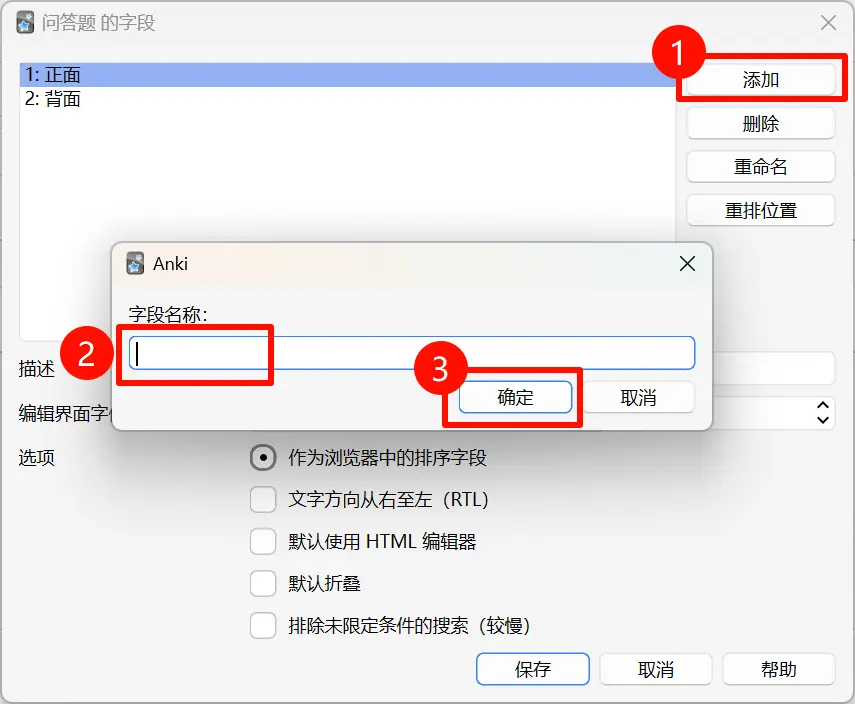 问答题 的字段
1: 正面
2: 背面
1
添加
删除
重命名
重排位置
Anki
字段名称:
2
3
确定
取消
描述
编辑界面字
选项
作为浏览器中的排序字段
文字方向从右至左（RTL）
默认使用 HTML 编辑器
默认折叠
排除未限定条件的搜索（较慢）
保存
取消
帮助